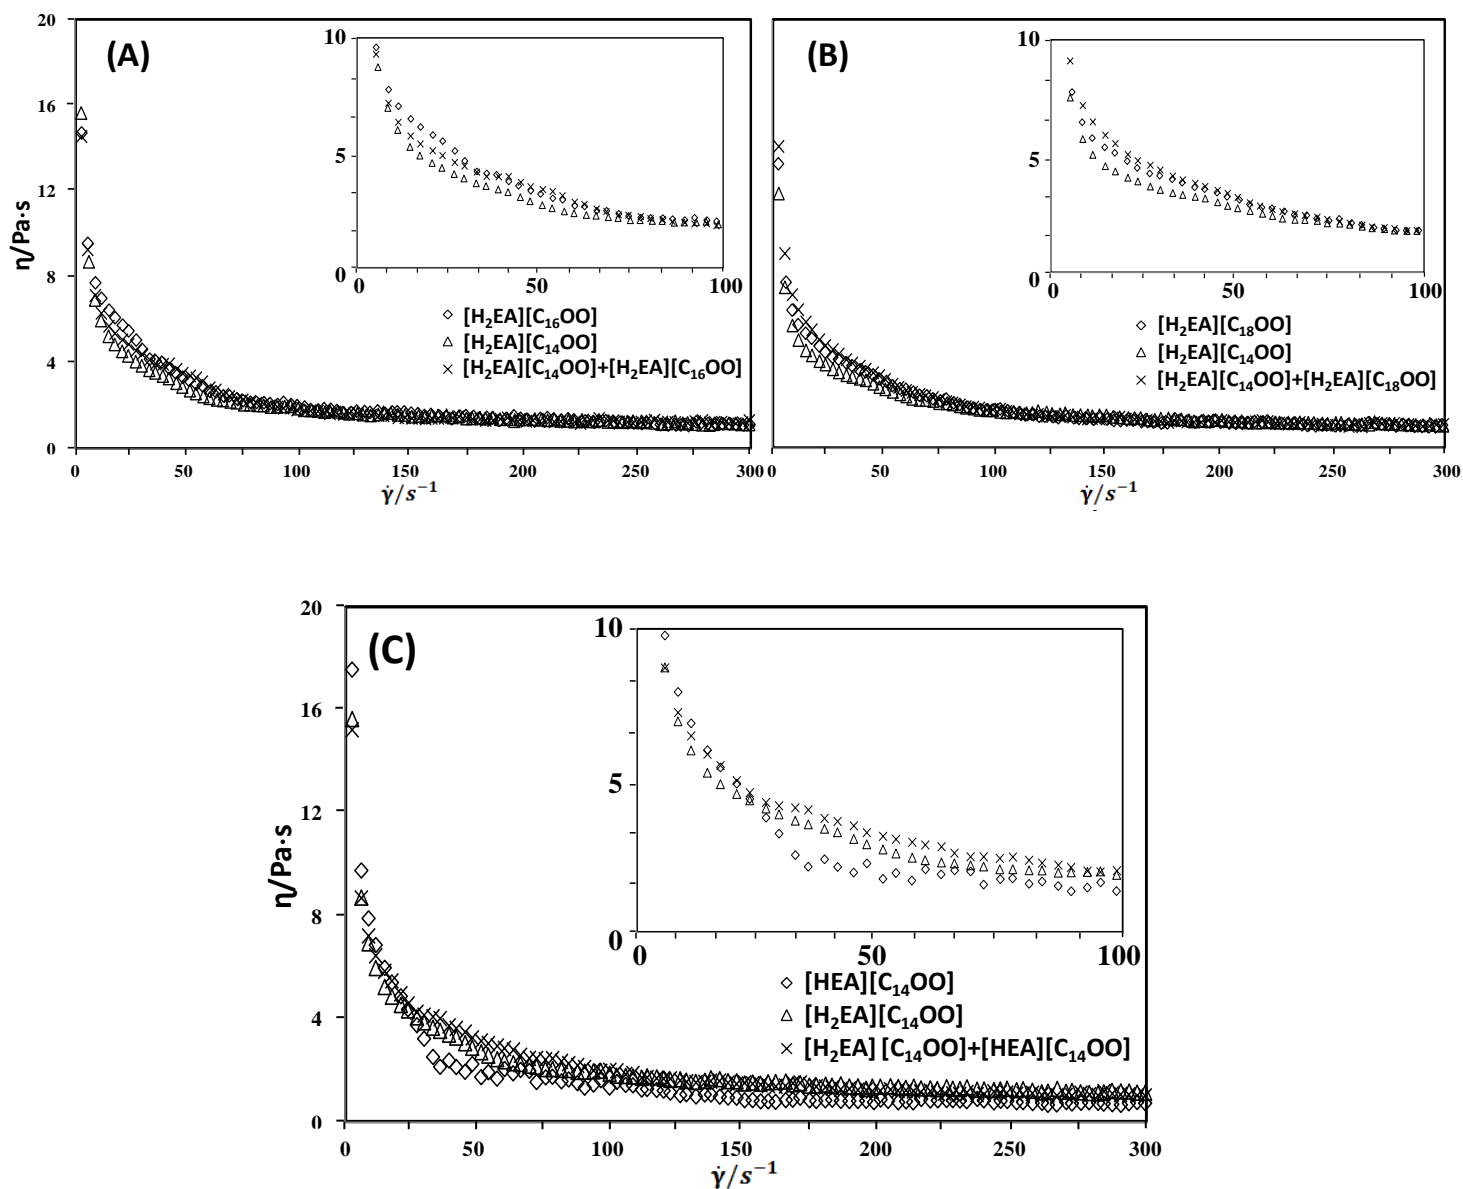 (A)
20
16
12
8
4
0
η/Pa·s
10
5
0
0 50 100
[H₂EA][C₁₆OO]
[H₂EA][C₁₄OO]
[H₂EA][C₁₄OO]+[H₂EA][C₁₆OO]
0 50 100 150 200 250 300
γ̇/s⁻¹
(B)
10
5
0
0 50 100
[H₂EA][C₁₈OO]
[H₂EA][C₁₄OO]
[H₂EA][C₁₄OO]+[H₂EA][C₁₈OO]
0 50 100 150 200 250 300
γ̇/s⁻¹
(C)
20
16
12
8
4
0
η/Pa·s
10
5
0
0 50 100
[HEA][C₁₄OO]
[H₂EA][C₁₄OO]
[H₂EA] [C₁₄OO]+[HEA][C₁₄OO]
0 50 100 150 200 250 300
γ̇/s⁻¹